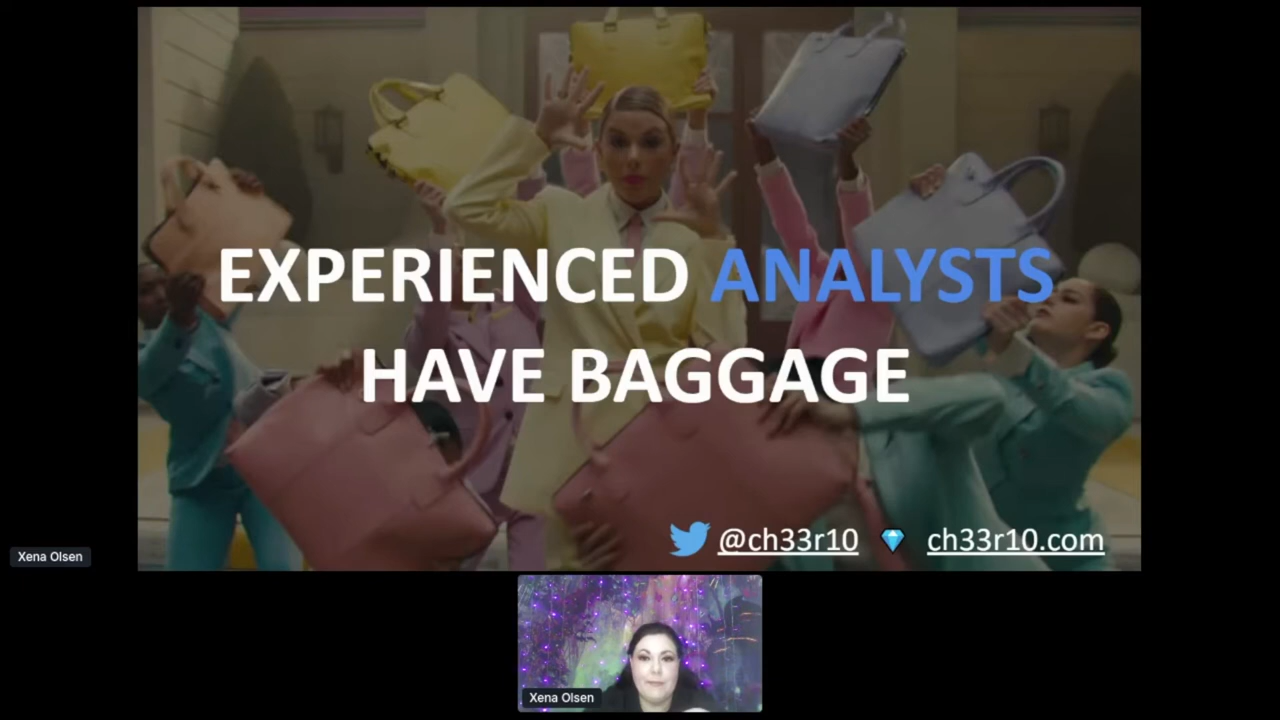 EXPERIENCED ANALYSTS
HAVE BAGGAGE
@ch33r10 ch33r10.com
Xena Olsen
Xena Olsen